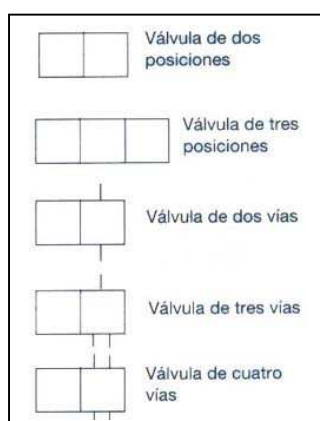 Válvula de dos
posiciones
Válvula de tres
posiciones
Válvula de dos vías
Válvula de tres vías
Válvula de cuatro
vías